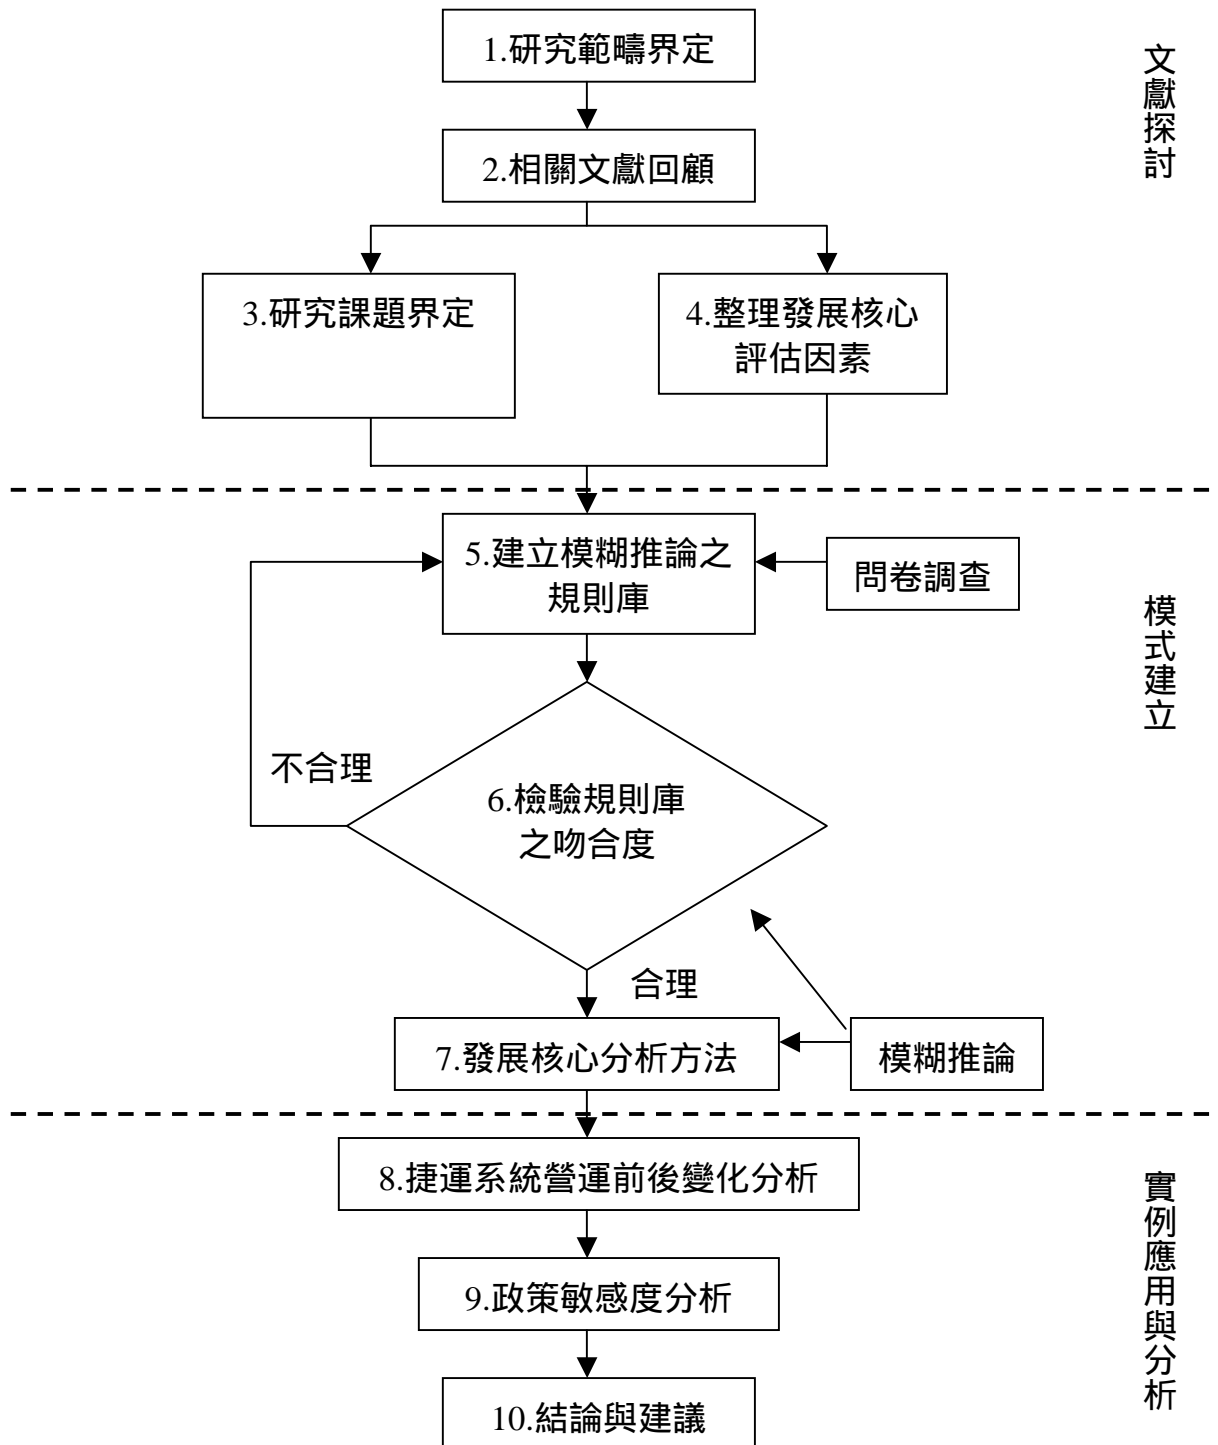 1.研究範疇界定
文獻探討
2.相關文獻回顧
3.研究課題界定
4.整理發展核心
評估因素
5.建立模糊推論之
規則庫
問卷調查
模式建立
不合理
6.檢驗規則庫
之吻合度
合理
7.發展核心分析方法
模糊推論
8.捷運系統營運前後變化分析
實例應用與分析
9.政策敏感度分析
10.結論與建議